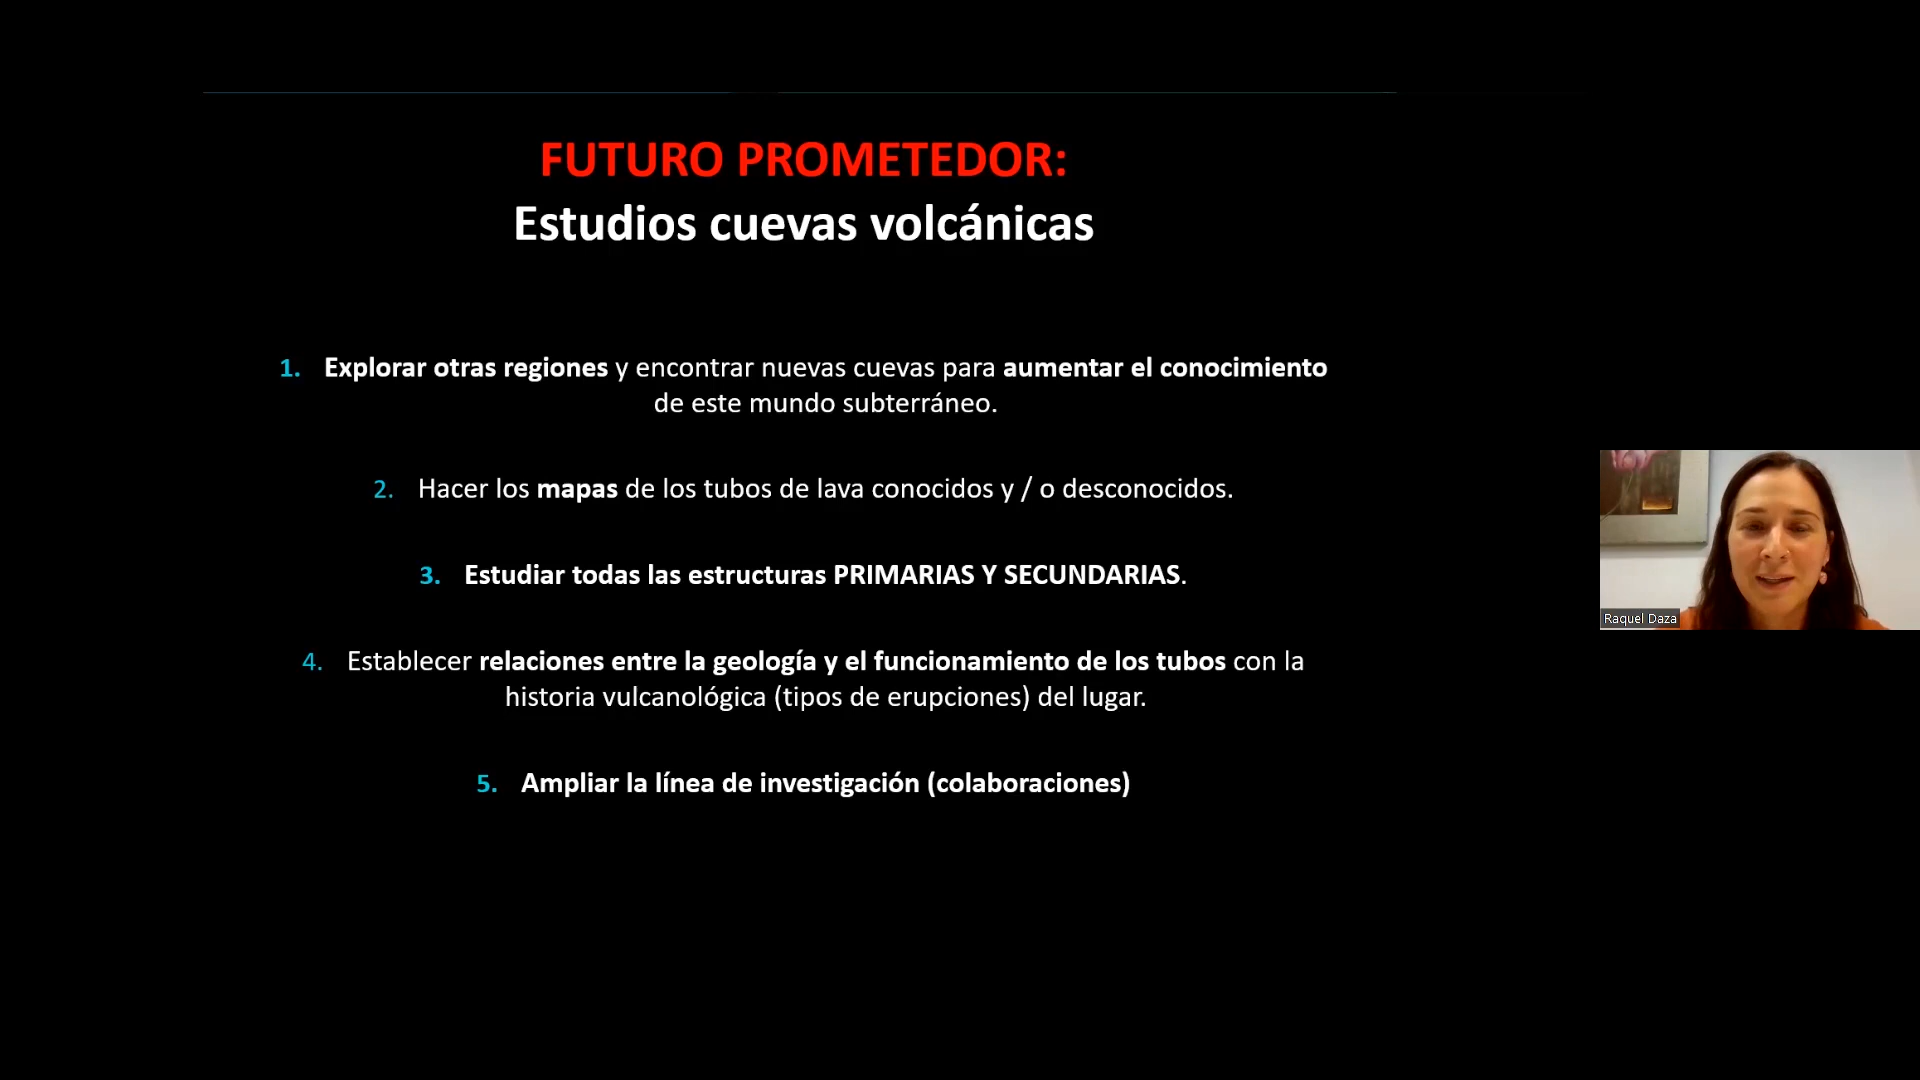 FUTURO PROMETEDOR:
Estudios cuevas volcánicas
1. Explorar otras regiones y encontrar nuevas cuevas para aumentar el conocimiento
de este mundo subterráneo.
2. Hacer los mapas de los tubos de lava conocidos y / o desconocidos.
3. Estudiar todas las estructuras PRIMARIAS Y SECUNDARIAS.
4. Establecer relaciones entre la geología y el funcionamiento de los tubos con la
historia vulcanológica (tipos de erupciones) del lugar.
5. Ampliar la línea de investigación (colaboraciones)
Raquel Daza